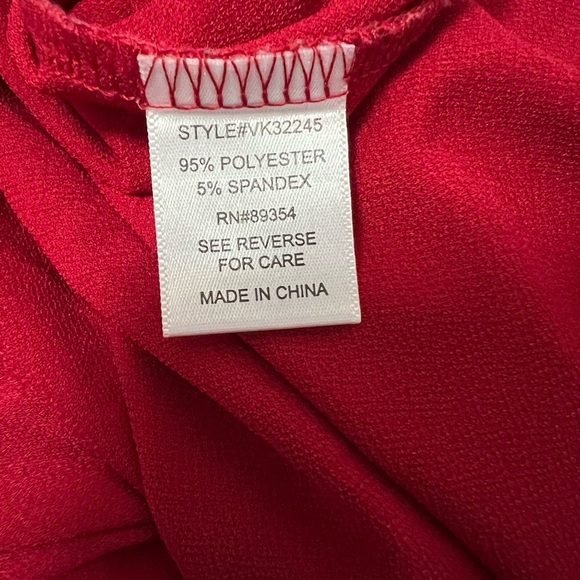 STYLE#VK32245
95% POLYESTER
5% SPANDEX
RN#89354
SEE REVERSE
FOR CARE
MADE IN CHINA